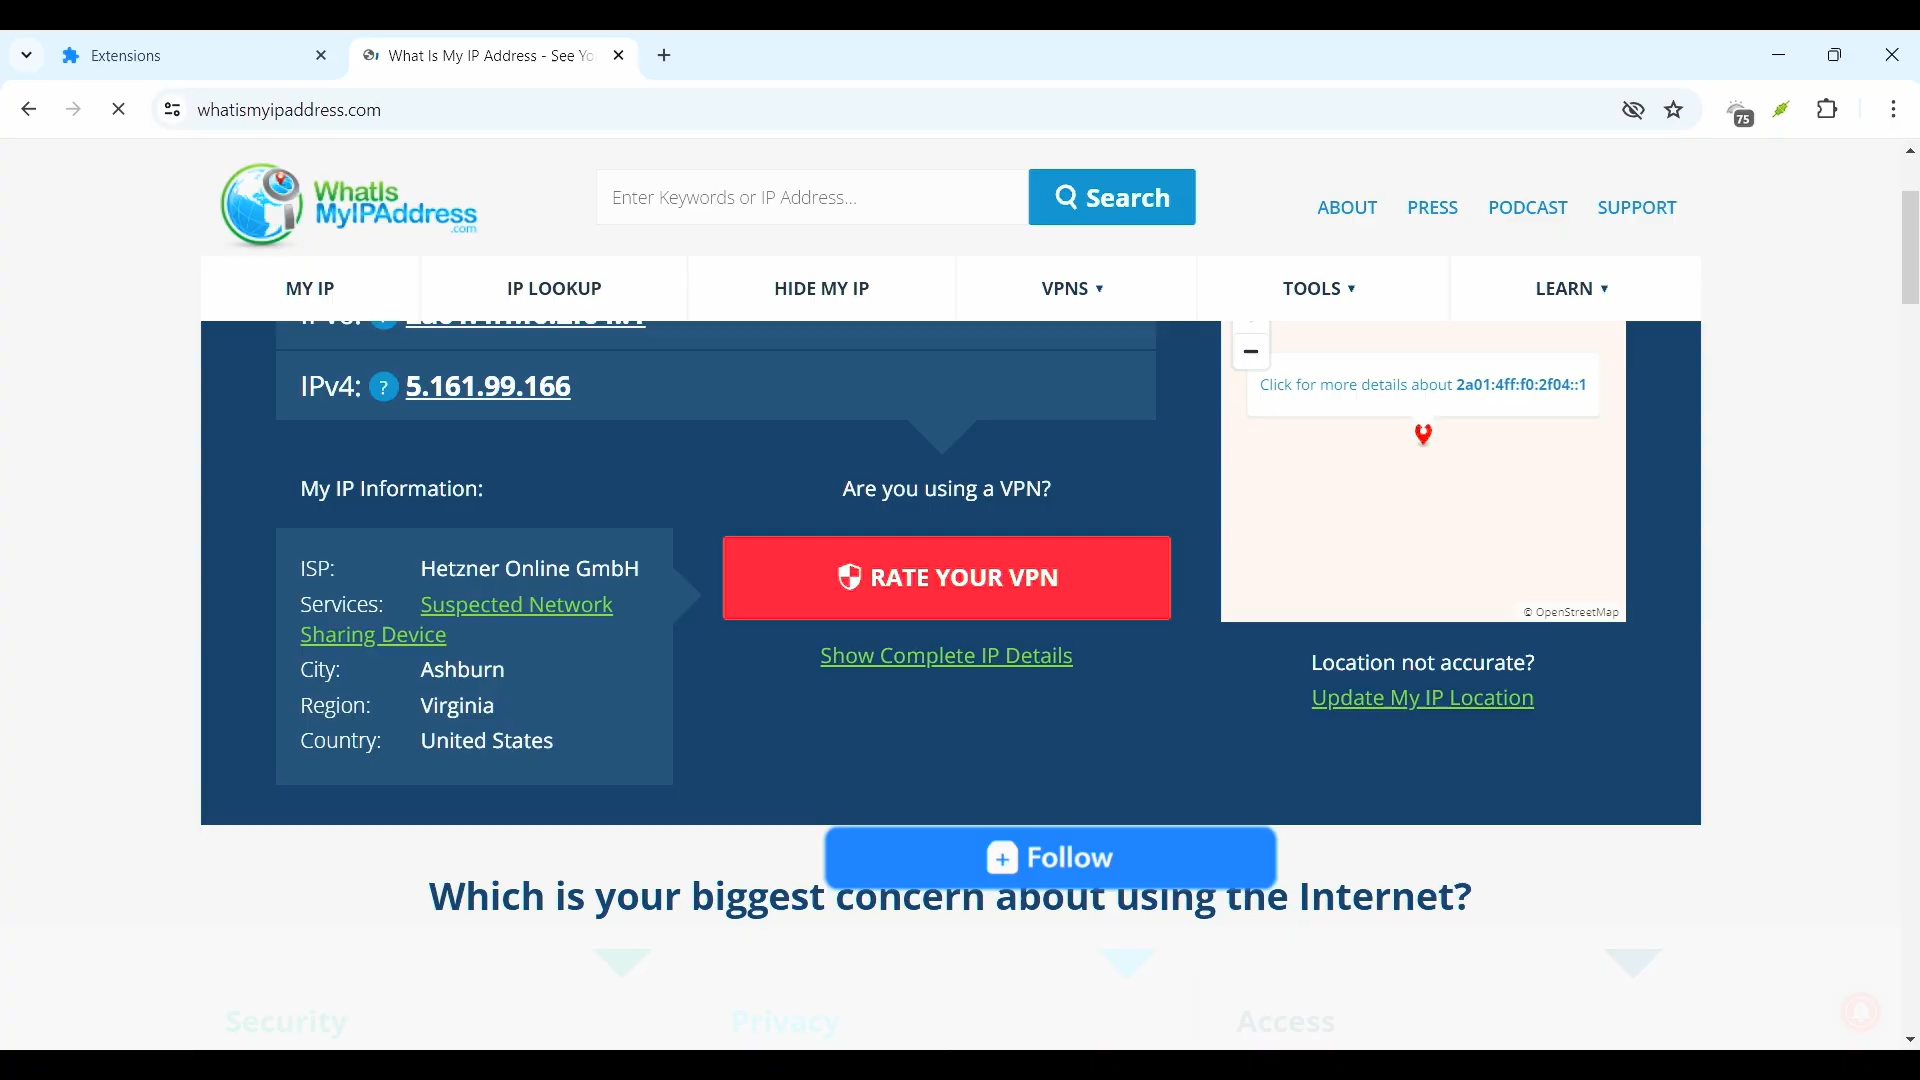 Extensions
What Is My IP Address - See Yo
whatismyipaddress.com
75
WhatIs
MyIPAddress
.com
Enter Keywords or IP Address...
Search
ABOUT PRESS PODCAST SUPPORT
MY IP IP LOOKUP HIDE MY IP VPNS ▾ TOOLS ▾ LEARN ▾
IPv4: ? 5.161.99.166
Click for more details about 2a01:4ff:f0:2f04::1
My IP Information:
Are you using a VPN?
ISP: Hetzner Online GmbH
Services: Suspected Network
Sharing Device
City: Ashburn
Region: Virginia
Country: United States
RATE YOUR VPN
Show Complete IP Details
© OpenStreetMap
Location not accurate?
Update My IP Location
Follow
Which is your biggest concern about using the Internet?
Security Privacy Access